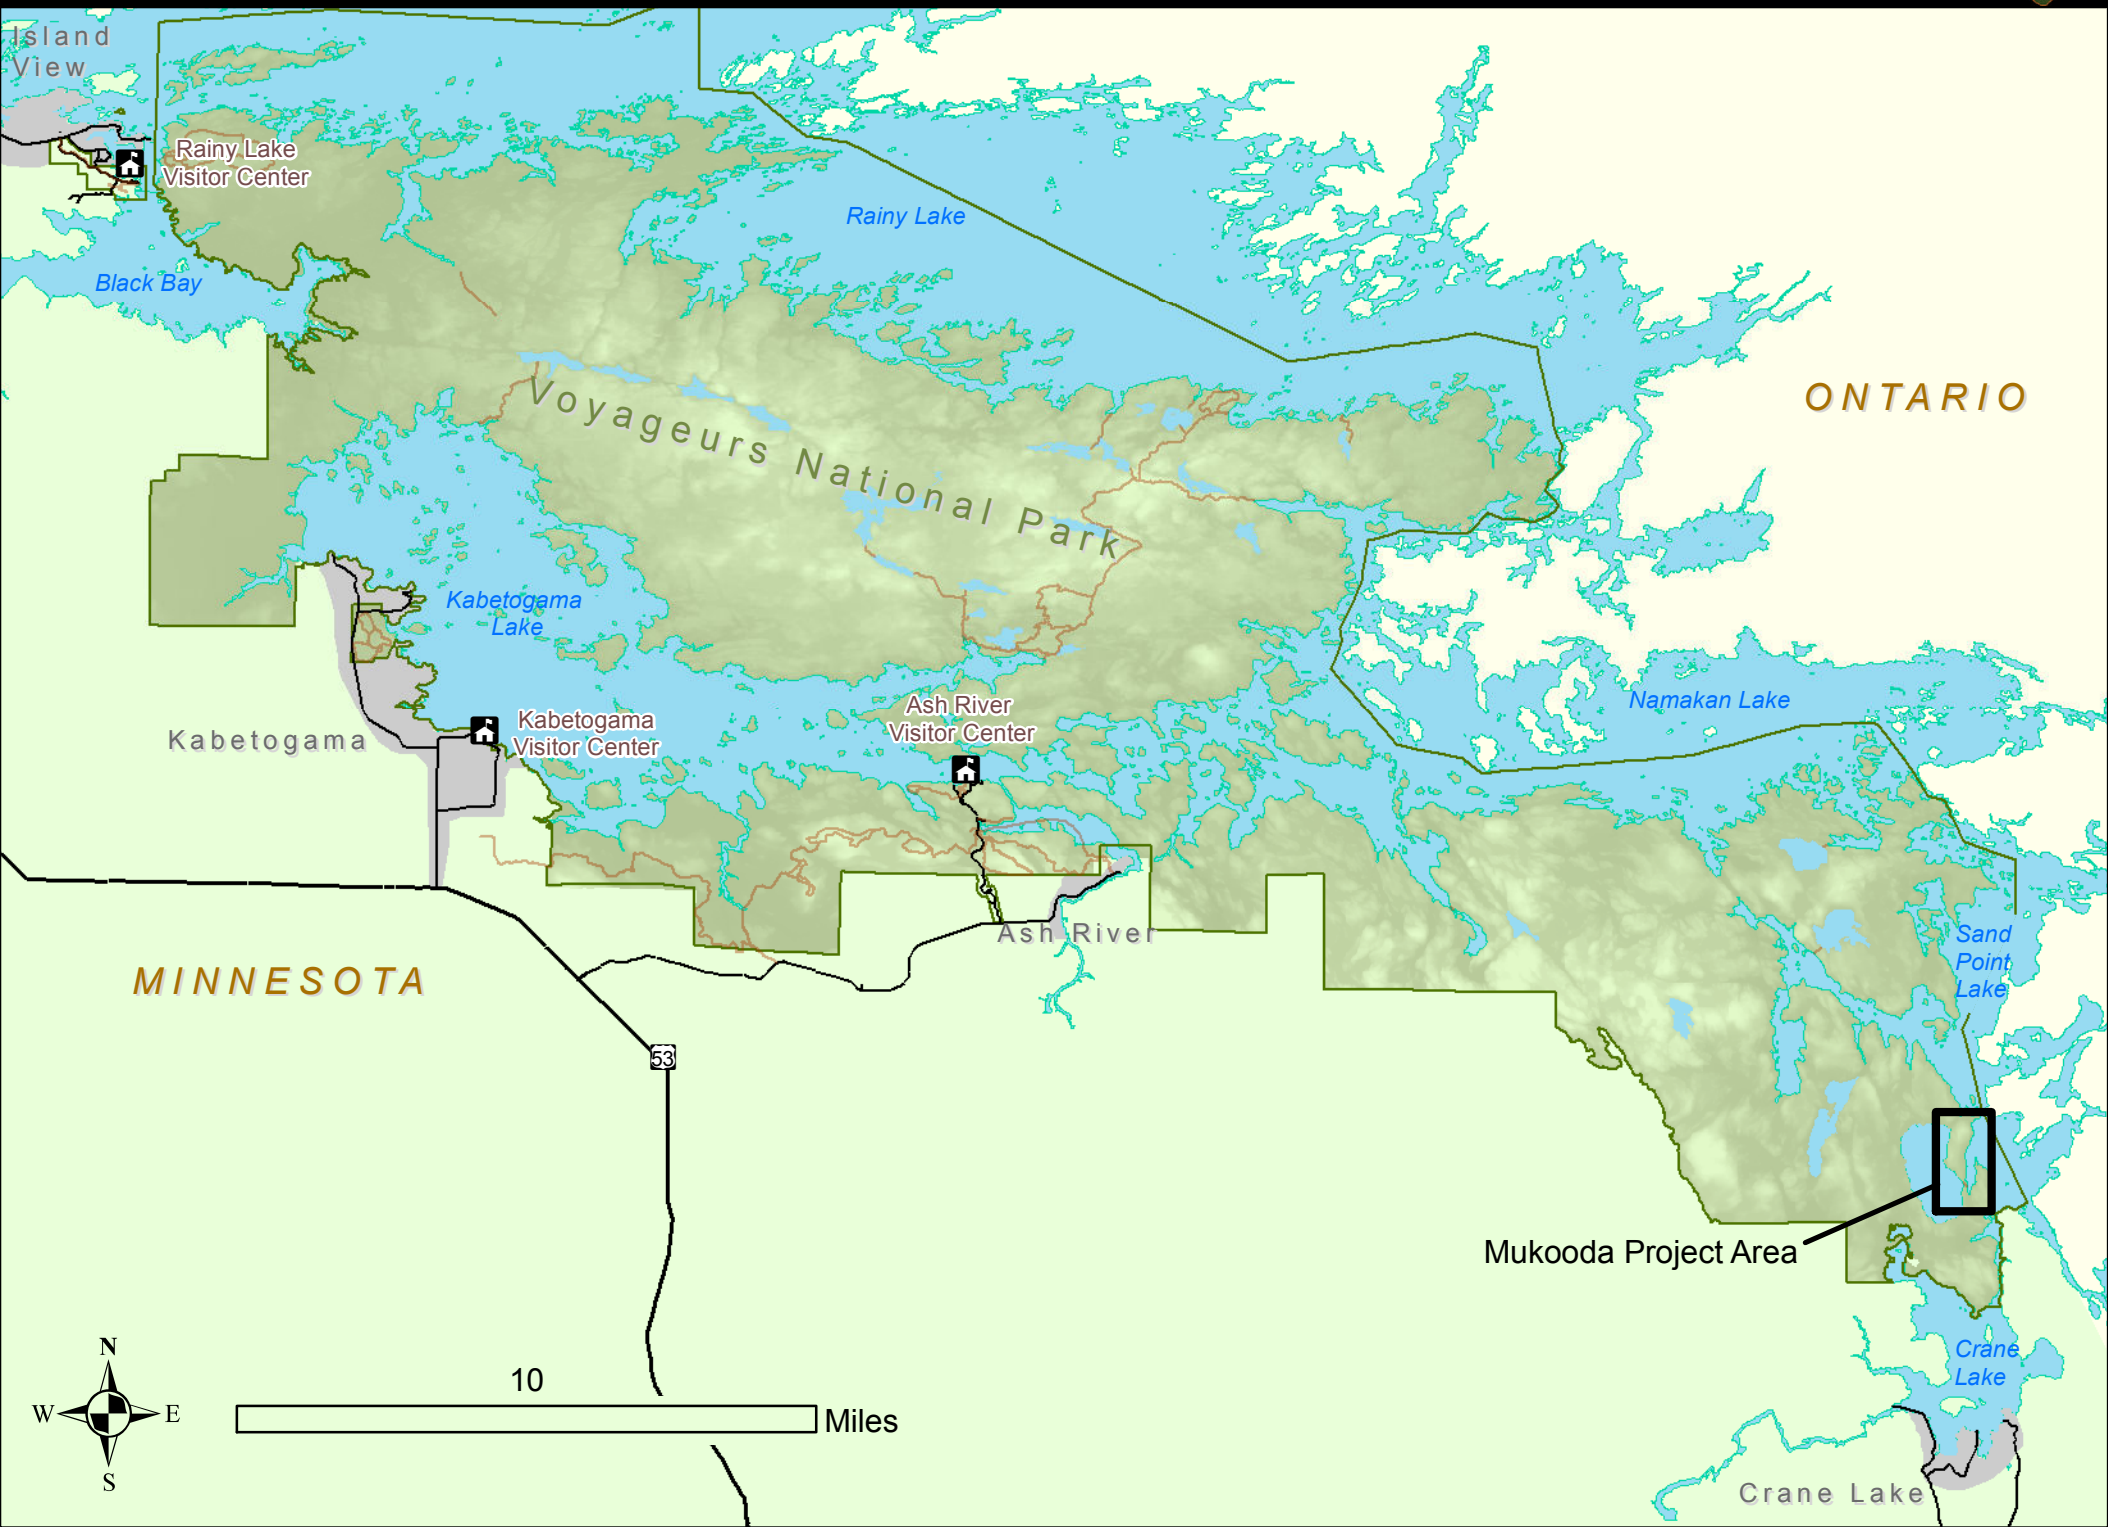 Island
View
Rainy Lake
Visitor Center
Rainy Lake
Black Bay
ONTARIO
Voyageurs National Park
Kabetogama
Lake
Namakan Lake
Ash River
Visitor Center
Kabetogama
Visitor Center
Kabetogama
Ash River
Sand
Point
Lake
MINNESOTA
53
Mukooda Project Area
Crane
Lake
Crane Lake
N
W
E
S
10
Miles